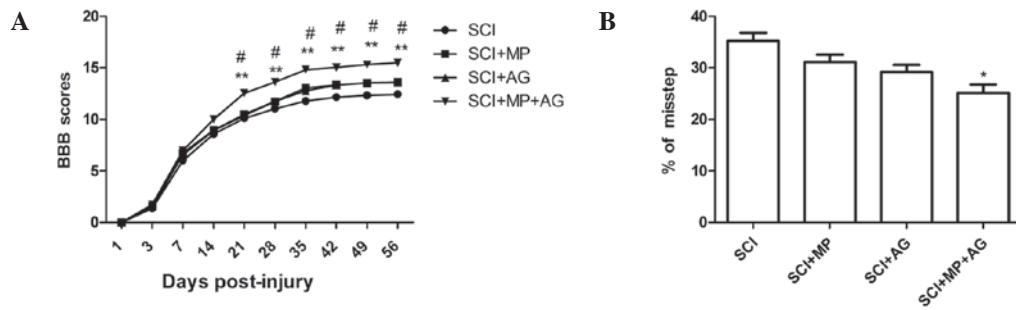 A
BBB scores
20
15
10
5
0
# # # # # #
** ** ** ** ** **
1 3 7 14 21 28 35 42 49 56
Days post-injury
SCI
SCI+MP
SCI+AG
SCI+MP+AG
B
% of misstep
40
30
20
10
0
*
SCI SCI+MP SCI+AG SCI+MP+AG